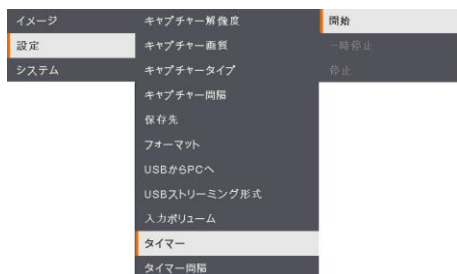 イメージ
設定
システム
キャプチャー解像度
キャプチャー画質
キャプチャータイプ
キャプチャー間隔
保存先
フォーマット
USBからPCへ
USBストリーミング形式
入力ボリューム
タイマー
タイマー間隔
開始
一時停止
停止